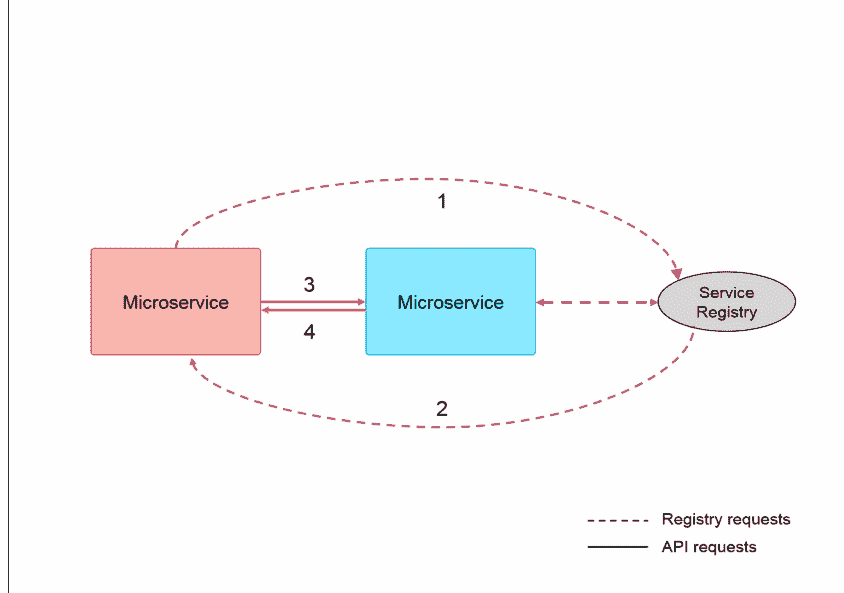 1
Microservice
3
4
Microservice
Service
Registry
2
Registry requests
API requests